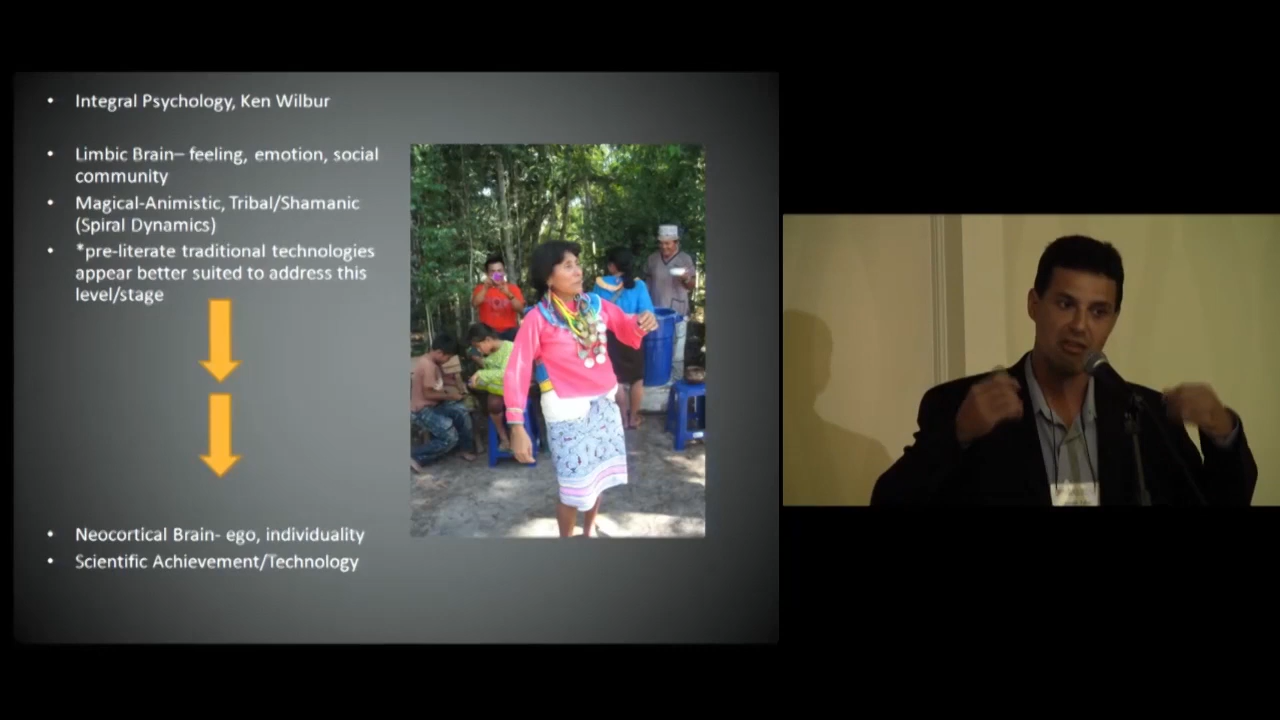 • Integral Psychology, Ken Wilbur
• Limbic Brain– feeling, emotion, social
community
• Magical-Animistic, Tribal/Shamanic
(Spiral Dynamics)
• *pre-literate traditional technologies
appear better suited to address this
level/stage
• Neocortical Brain- ego, individuality
• Scientific Achievement/Technology